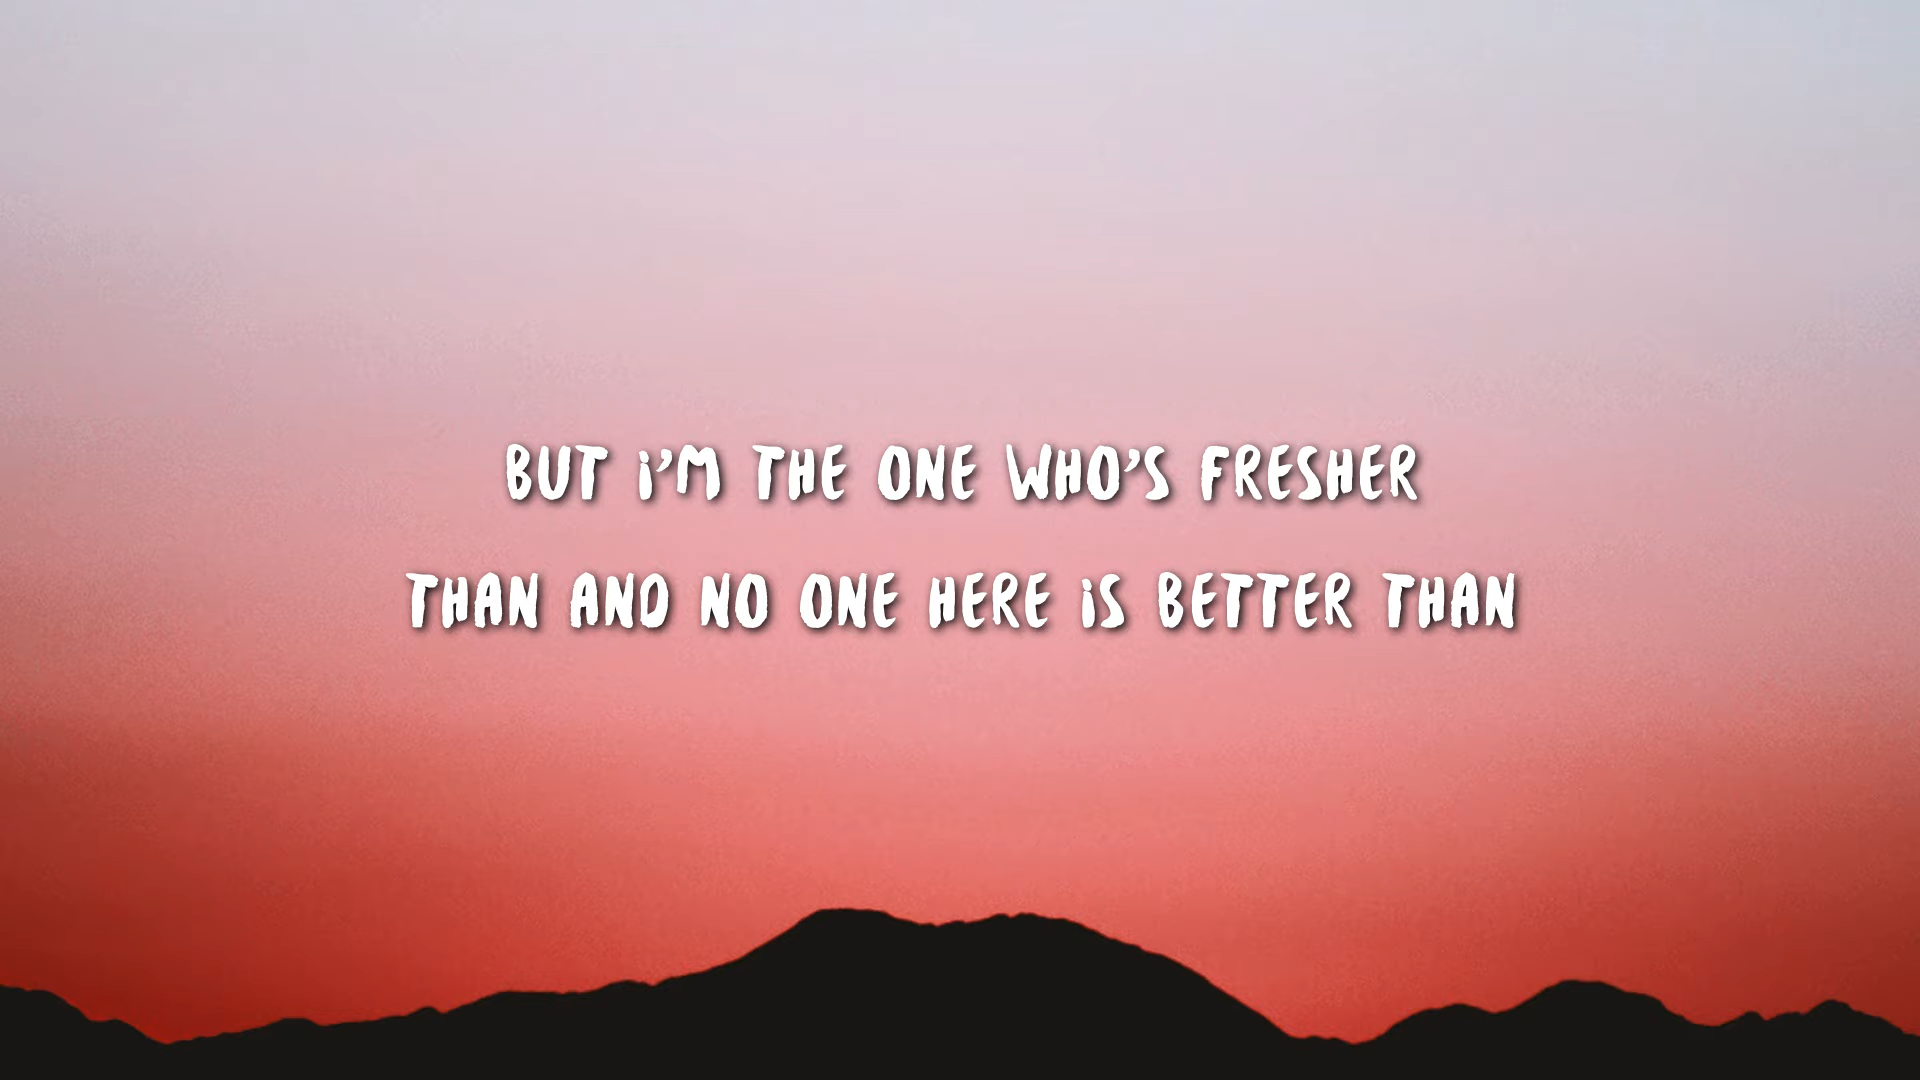 BUT i'M THE ONE WHO'S FRESHER
THAN AND NO ONE HERE iS BETTER THAN